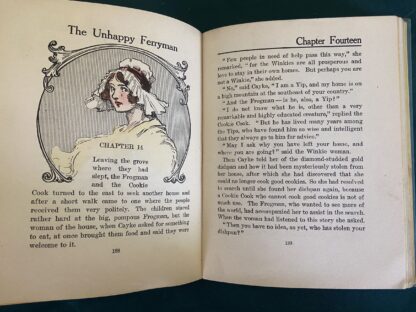 The Unhappy Ferryman
CHAPTER 14
Leaving the grove
where they had
slept, the Frogman
and the Cookie
Cook turned to the east to seek another house and
after a short walk came to one where the people
received them very politely. The children stared
rather hard at the big, pompous Frogman, but the
woman of the house, when Cayke asked for something
to eat, at once brought them food and said they were
welcome to it.
188
Chapter Fourteen
"Few people in need of help pass this way," she
remarked, "for the Winkies are all prosperous and
love to stay in their own homes. But perhaps you are
not a Winkie," she added.
"No," said Cayke, "I am a Yip, and my home is on
a high mountain at the southeast of your country."
"And the Frogman—is he, also, a Yip?"
"I do not know what he is, other than a very
remarkable and highly educated creature," replied the
Cookie Cook. "But he has lived many years among
the Yips, who have found him so wise and intelligent
that they always go to him for advice."
"May I ask why you have left your home, and
where you are going?" said the Winkie woman.
Then Cayke told her of the diamond-studded gold
dishpan and how it had been mysteriously stolen from
her house, after which she had discovered that she
could no longer cook good cookies. So she had resolved
to search until she found her dishpan again, because
a Cookie Cook who cannot cook good cookies is not of
much use. The Frogman, who wanted to see more of
the world, had accompanied her to assist in the search.
When the woman had listened to this story she asked,
"Then you have no idea, as yet, who has stolen your
dishpan?"
189